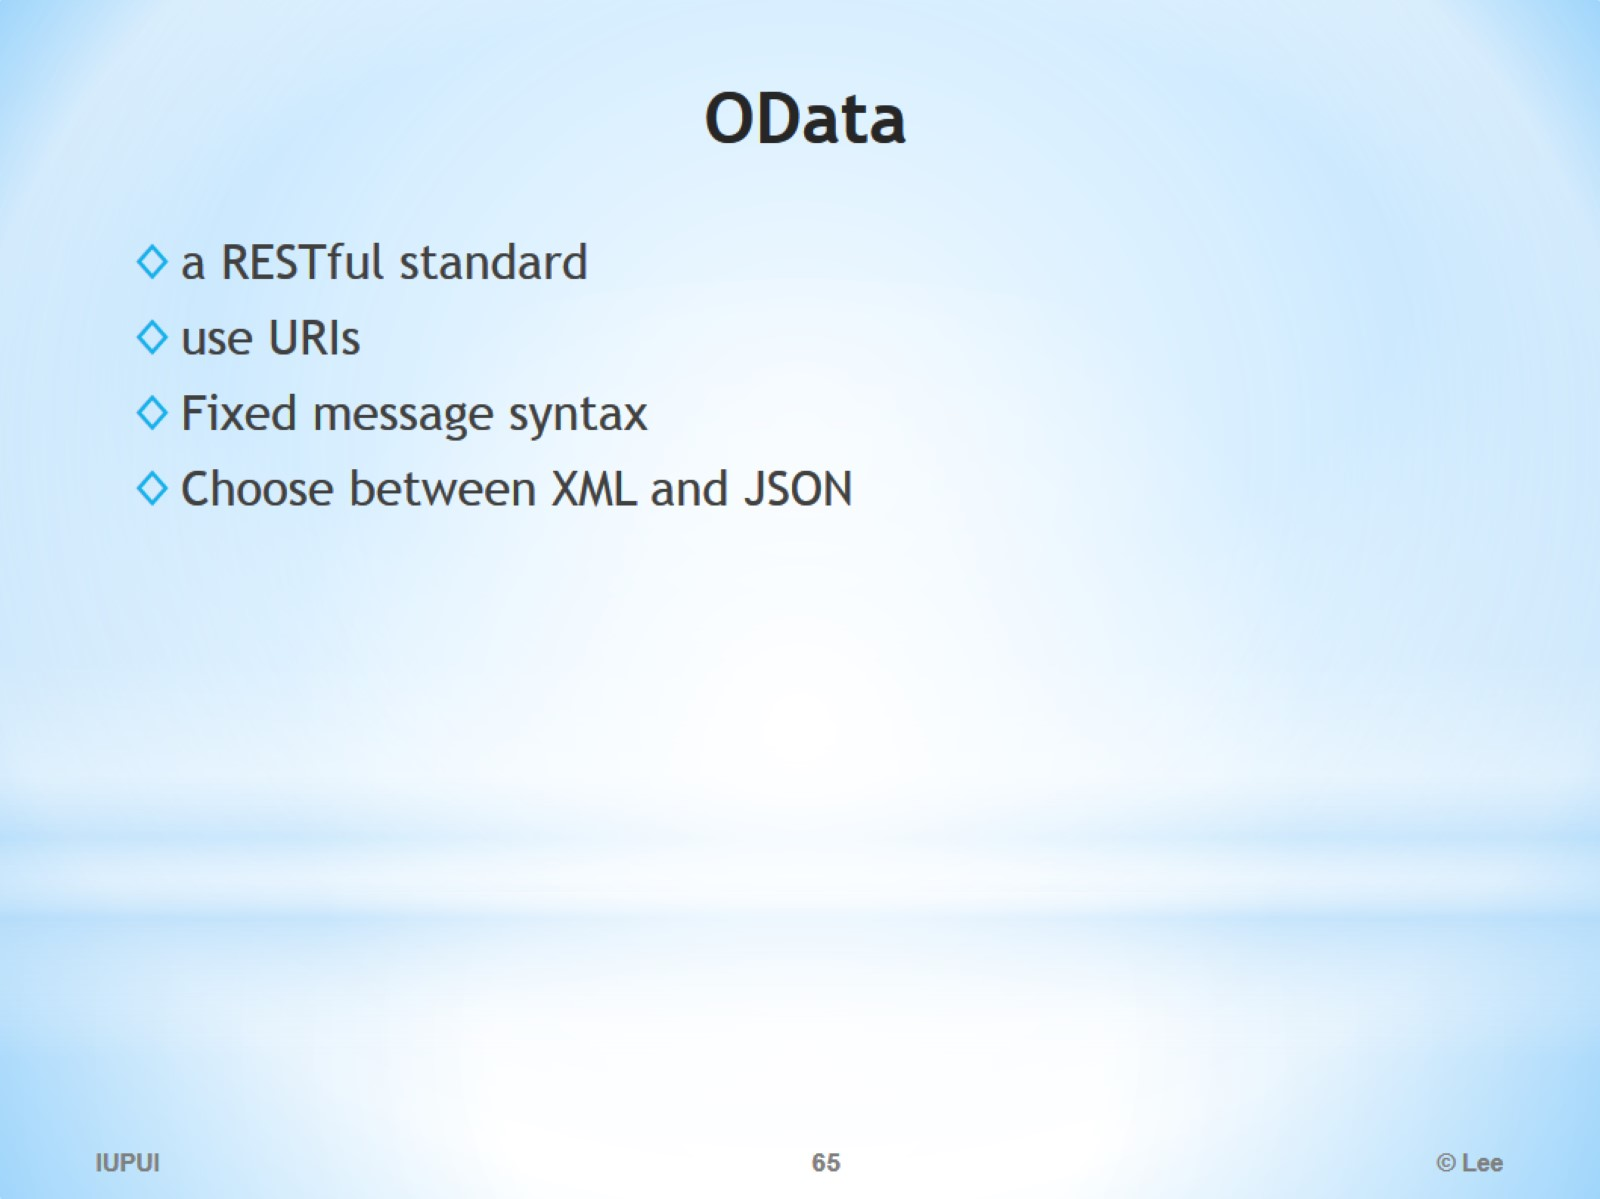 OData
◇ a RESTful standard
◇ use URIs
◇ Fixed message syntax
◇ Choose between XML and JSON
IUPUI 65 © Lee